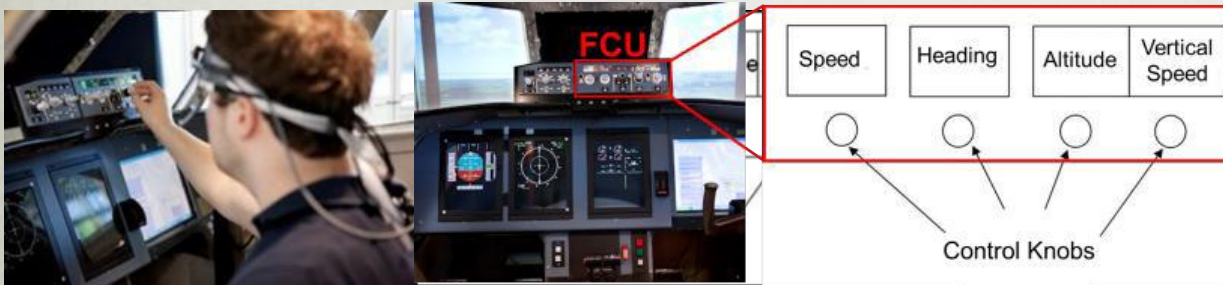 FCU
e
Speed
Heading
Altitude
Vertical
Speed
Control Knobs